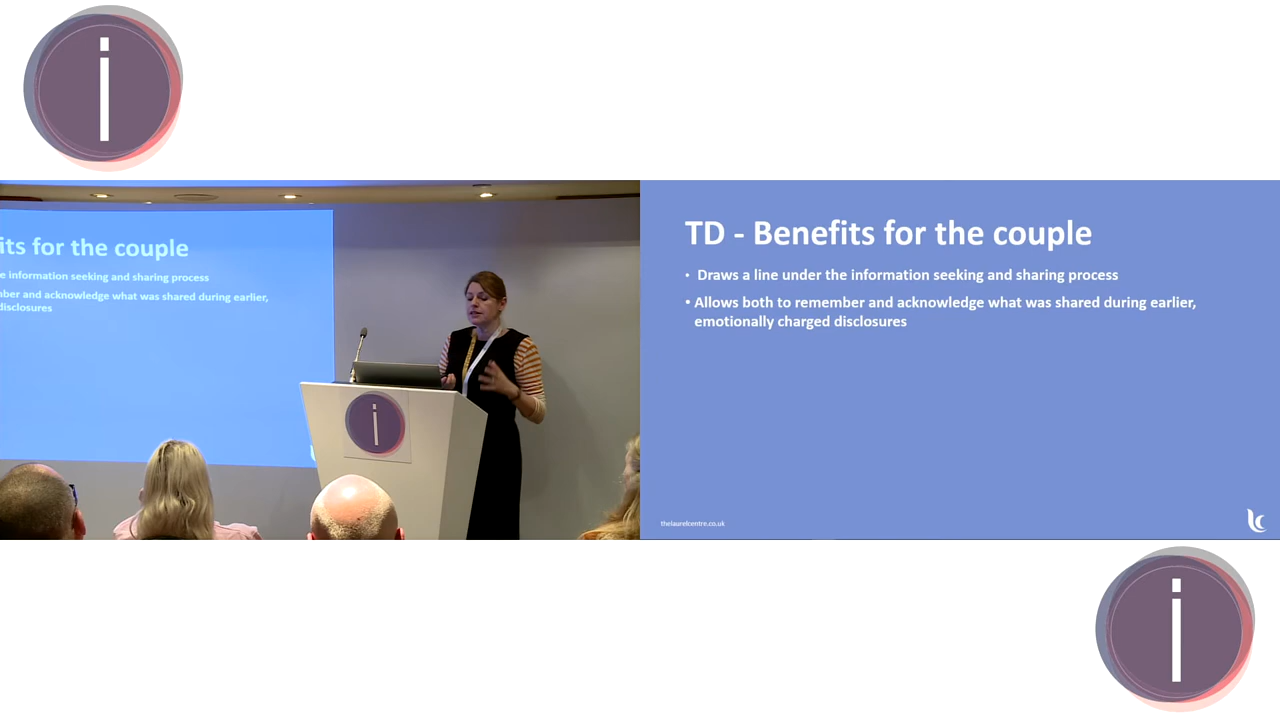 i
its for the couple
e information seeking and sharing process
ber and acknowledge what was shared during earlier,
disclosures
i
TD - Benefits for the couple
• Draws a line under the information seeking and sharing process
• Allows both to remember and acknowledge what was shared during earlier,
emotionally charged disclosures
thelaurelcentre.co.uk
i